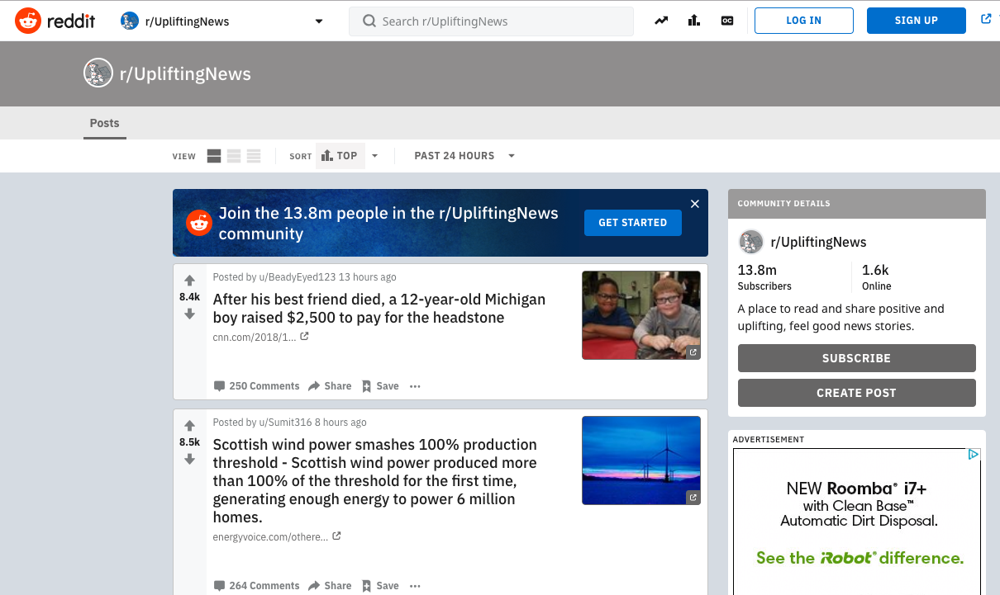 reddit r/UpliftingNews Search r/UpliftingNews OC LOG IN SIGN UP
r/UpliftingNews
Posts
VIEW SORT TOP PAST 24 HOURS
Join the 13.8m people in the r/UpliftingNews
community
GET STARTED
Posted by u/BeadyEyed123 13 hours ago
8.4k
After his best friend died, a 12-year-old Michigan
boy raised $2,500 to pay for the headstone
cnn.com/2018/1...
250 Comments Share Save ...
Posted by u/Sumit316 8 hours ago
8.5k
Scottish wind power smashes 100% production
threshold - Scottish wind power produced more
than 100% of the threshold for the first time,
generating enough energy to power 6 million
homes.
energyvoice.com/othere...
264 Comments Share Save ...
COMMUNITY DETAILS
r/UpliftingNews
13.8m 1.6k
Subscribers Online
A place to read and share positive and
uplifting, feel good news stories.
SUBSCRIBE
CREATE POST
ADVERTISEMENT
NEW Roomba® i7+
with Clean Base™
Automatic Dirt Disposal.
See the iRobot® difference.